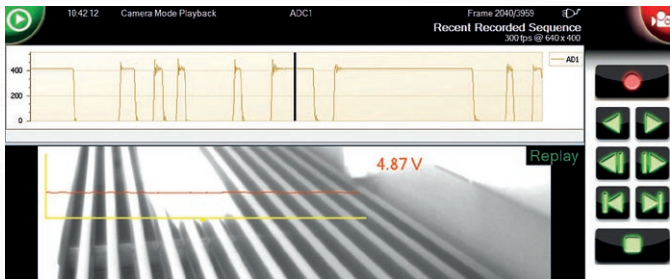 10:42:12 Camera Mode Playback ADC1 Frame 2040/3959
Recent Recorded Sequence
300 fps @ 640 x 400
400
200
0
AD1
4.87 V
Replay